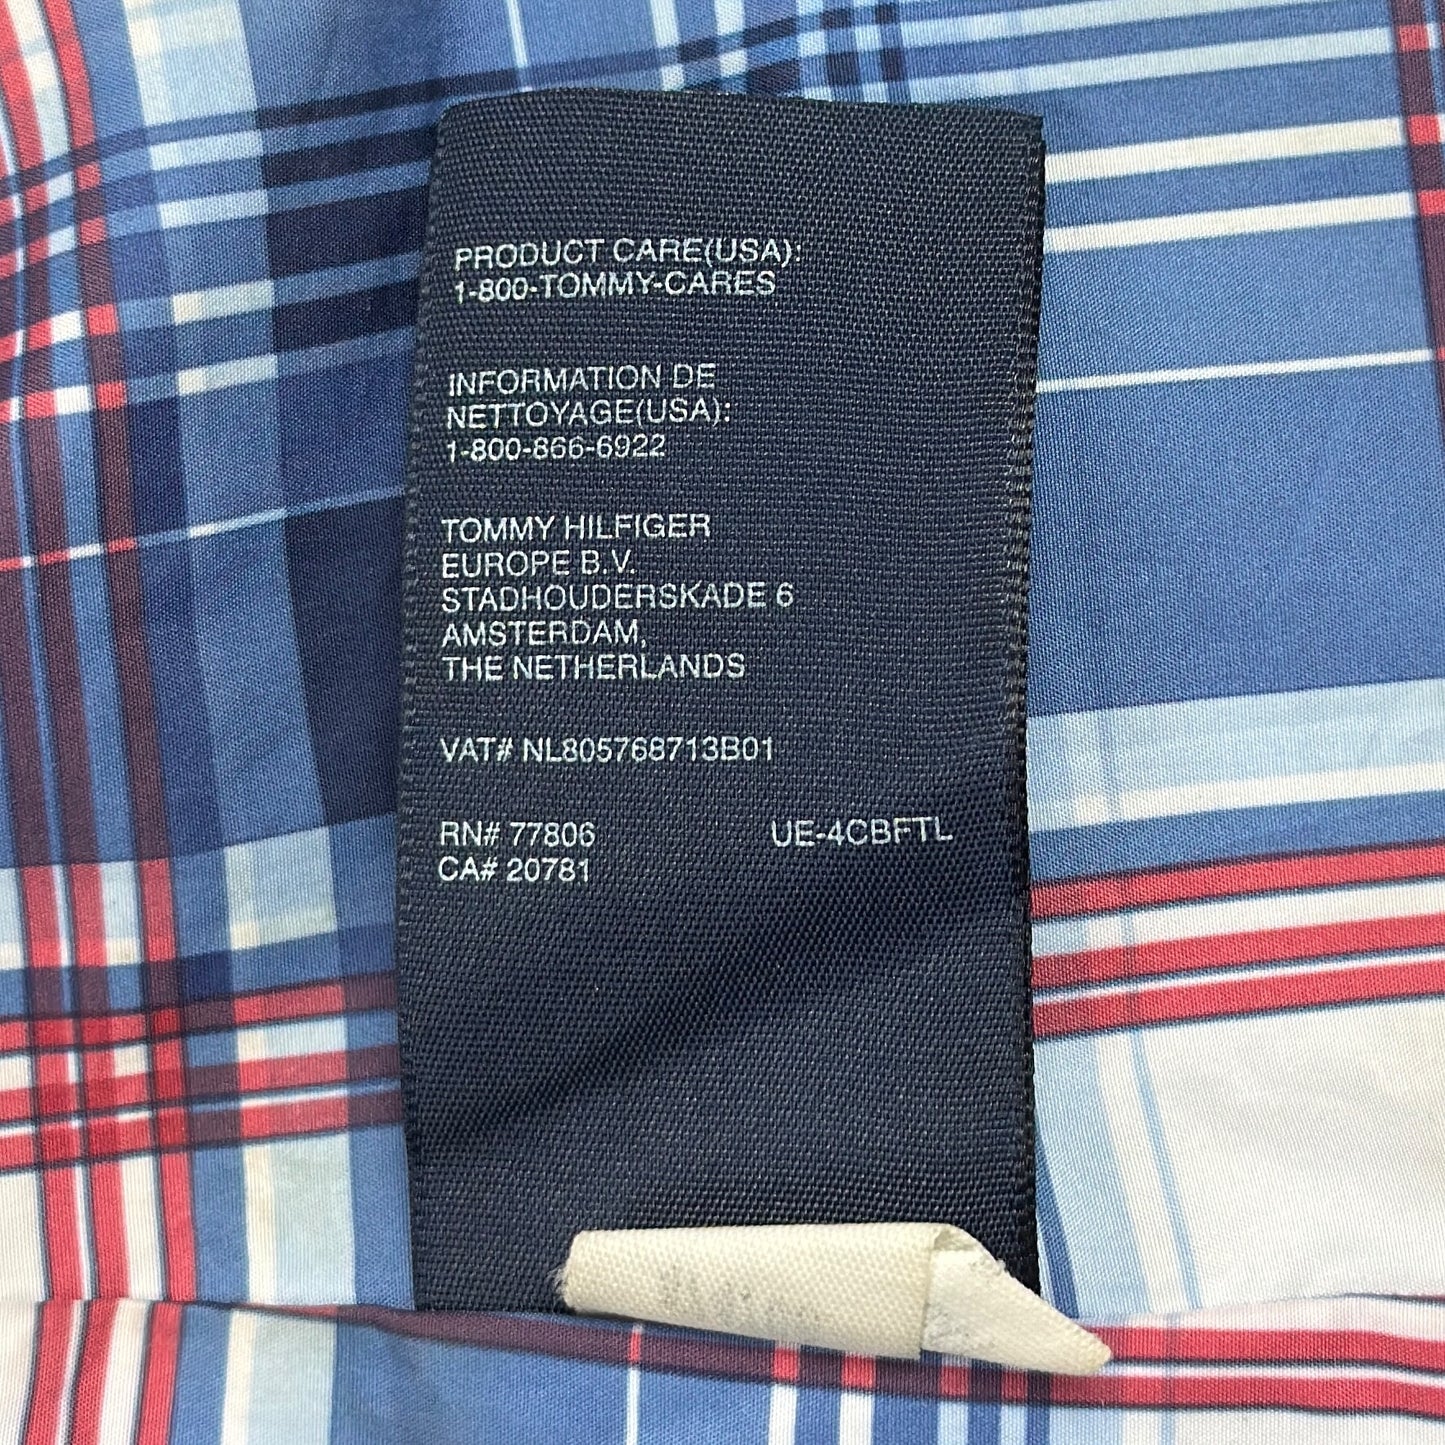 PRODUCT CARE(USA):
1-800-TOMMY-CARES
INFORMATION DE
NETTOYAGE(USA):
1-800-866-6922
TOMMY HILFIGER
EUROPE B.V.
STADHOUDERSKADE 6
AMSTERDAM,
THE NETHERLANDS
VAT# NL805768713B01
RN# 77806 UE-4CBFTL
CA# 20781